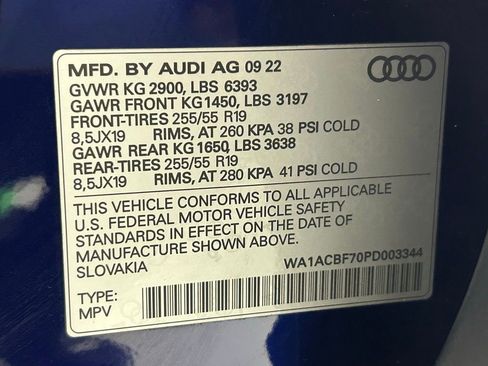 MFD. BY AUDI AG 09 22
GVWR KG 2900, LBS 6393
GAWR FRONT KG1450, LBS 3197
FRONT-TIRES 255/55 R19
8,5JX19 RIMS, AT 260 KPA 38 PSI COLD
GAWR REAR KG 1650, LBS 3638
REAR-TIRES 255/55 R19
8,5JX19 RIMS, AT 280 KPA 41 PSI COLD
THIS VEHICLE CONFORMS TO ALL APPLICABLE
U.S. FEDERAL MOTOR VEHICLE SAFETY
STANDARDS IN EFFECT ON THE DATE OF
MANUFACTURE SHOWN ABOVE.
SLOVAKIA WA1ACBF70PD003344
TYPE:
MPV